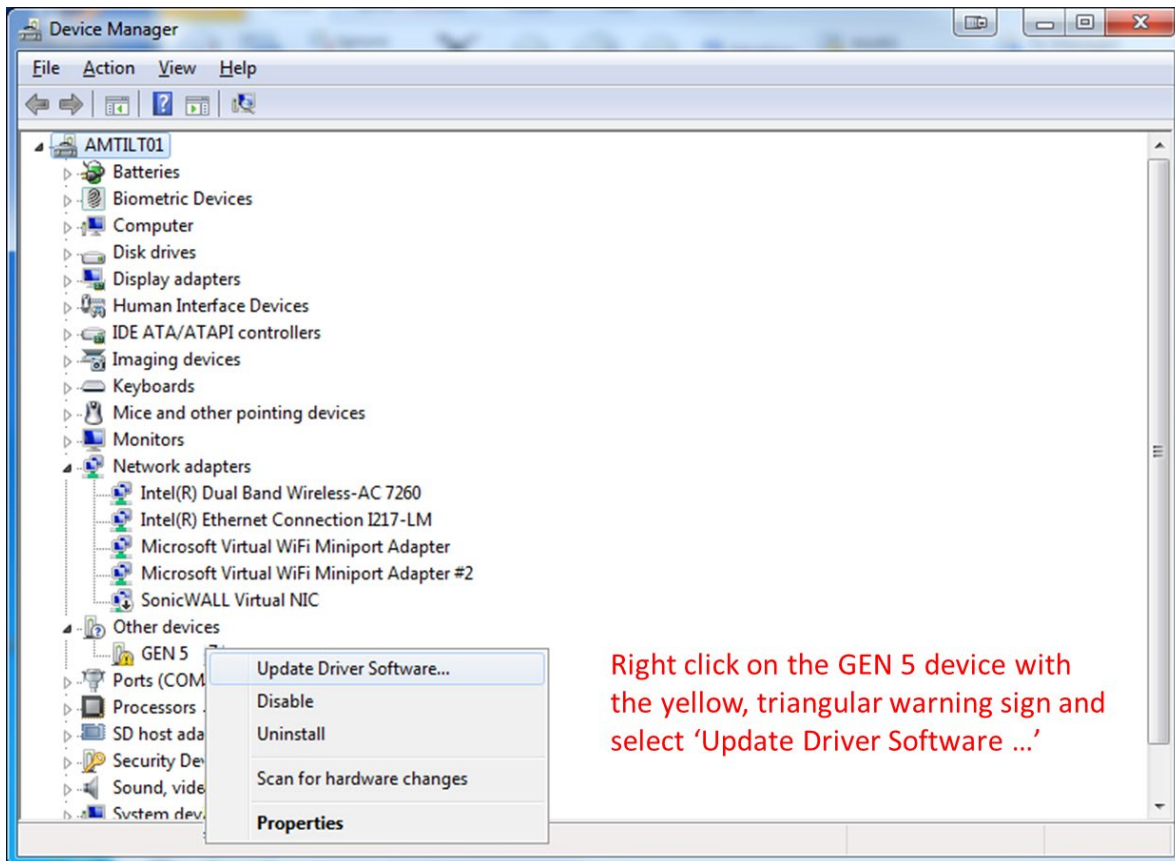 Device Manager
File Action View Help
AMTILT01
Batteries
Biometric Devices
Computer
Disk drives
Display adapters
Human Interface Devices
IDE ATA/ATAPI controllers
Imaging devices
Keyboards
Mice and other pointing devices
Monitors
Network adapters
Intel(R) Dual Band Wireless-AC 7260
Intel(R) Ethernet Connection I217-LM
Microsoft Virtual WiFi Miniport Adapter
Microsoft Virtual WiFi Miniport Adapter #2
SonicWALL Virtual NIC
Other devices
GEN 5
Ports (COM
Processors
SD host ada
Security De
Sound, vide
System dev
Update Driver Software...
Disable
Uninstall
Scan for hardware changes
Properties
Right click on the GEN 5 device with
the yellow, triangular warning sign and
select ‘Update Driver Software ...’